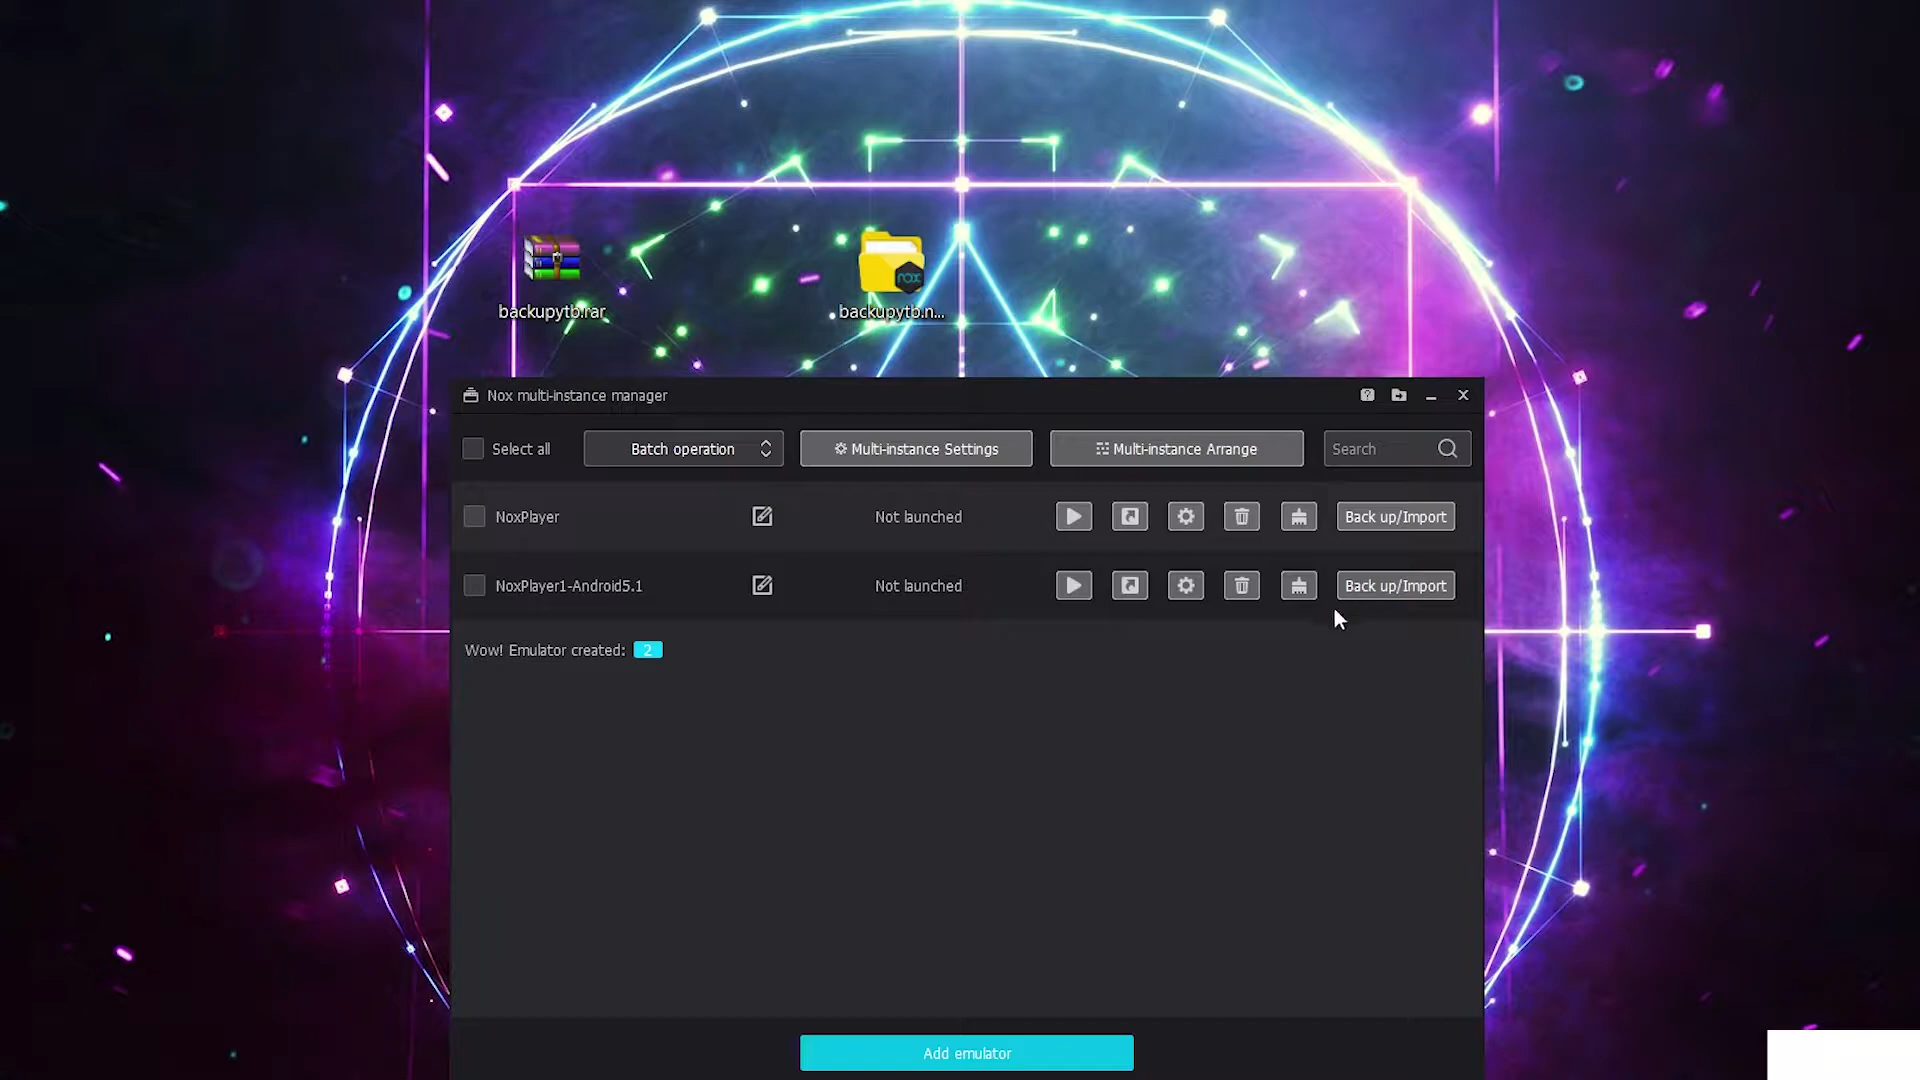 backupytb.rar
backupytb.n...
nox
Nox multi-instance manager
Select all
Batch operation
Multi-instance Settings
Multi-instance Arrange
Search
NoxPlayer
Not launched
Back up/Import
NoxPlayer1-Android5.1
Not launched
Back up/Import
Wow! Emulator created: 2
Add emulator